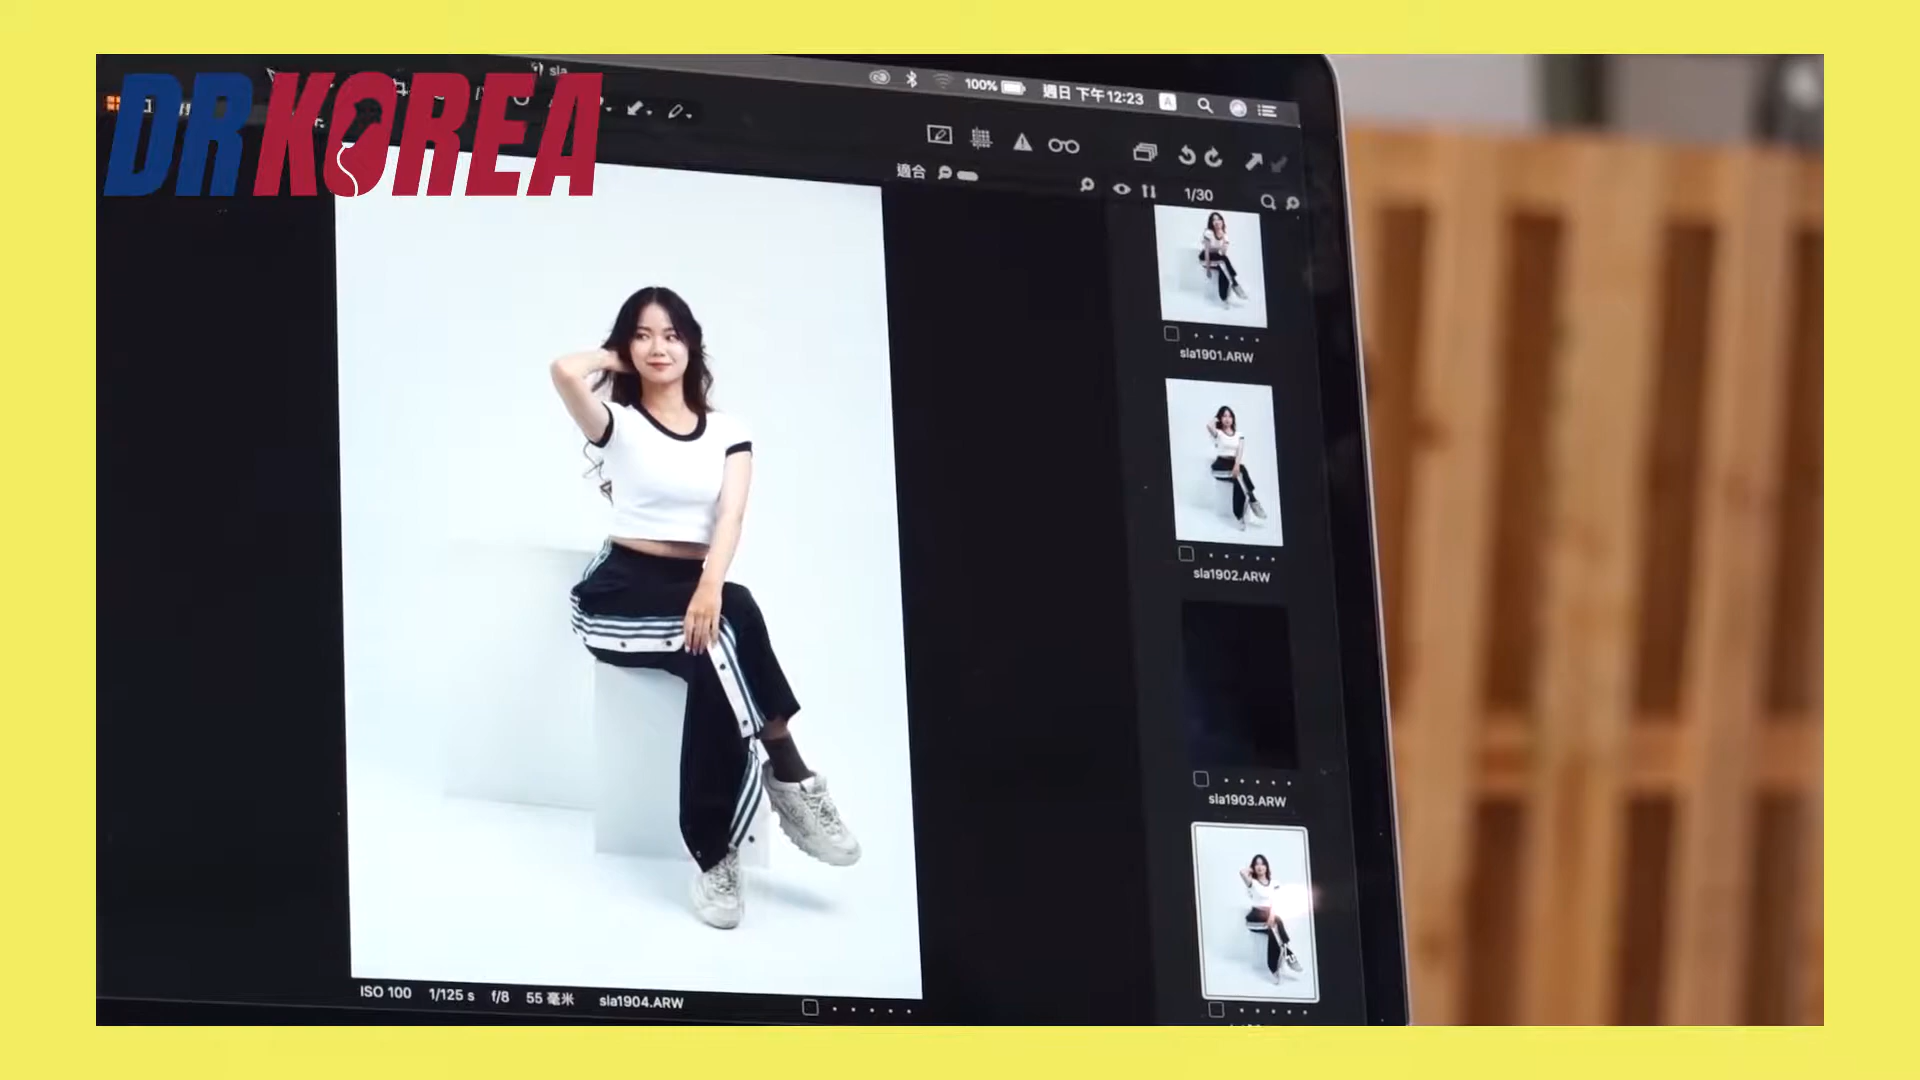 DRKOREA
sla
100% 週日 下午12:23 A
適合
1/30
sla1901.ARW
sla1902.ARW
sla1903.ARW
ISO 100 1/125 s f/8 55 毫米 sla1904.ARW